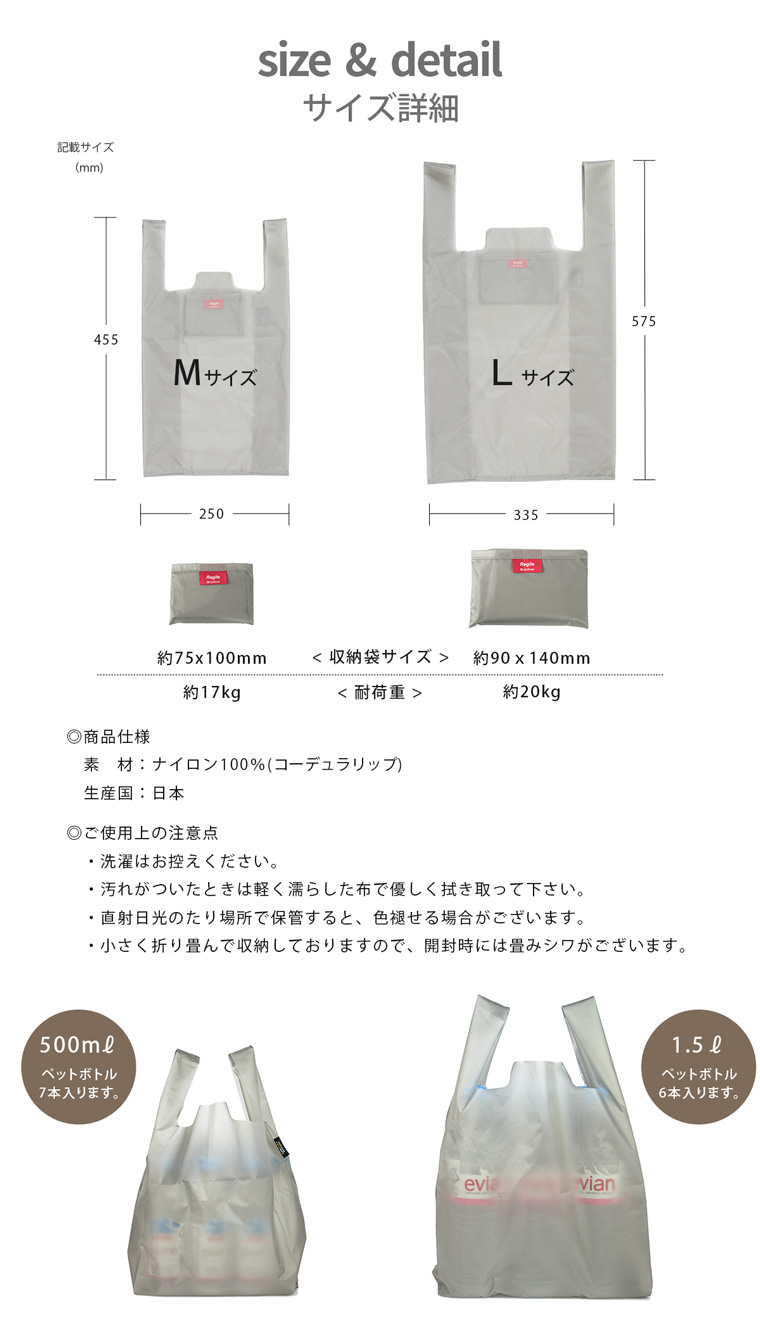 size & detail
サイズ詳細
記載サイズ
(mm)
455
Mサイズ
250
575
L サイズ
335
Regile
Regile
約75x100mm
< 収納袋サイズ >
約90 x 140mm
約17kg
< 耐荷重 >
約20kg
◎商品仕様
素　材：ナイロン100%(コーデュラリップ)
生産国：日本
◎ご使用上の注意点
・洗濯はお控えください。
・汚れがついたときは軽く濡らした布で優しく拭き取って下さい。
・直射日光のたり場所で保管すると、色褪せる場合がございます。
・小さく折り畳んで収納しておりますので、開封時には畳みシワがございます。
500mℓ
ペットボトル
7本入ります。
1.5ℓ
ペットボトル
6本入ります。
evia
evian